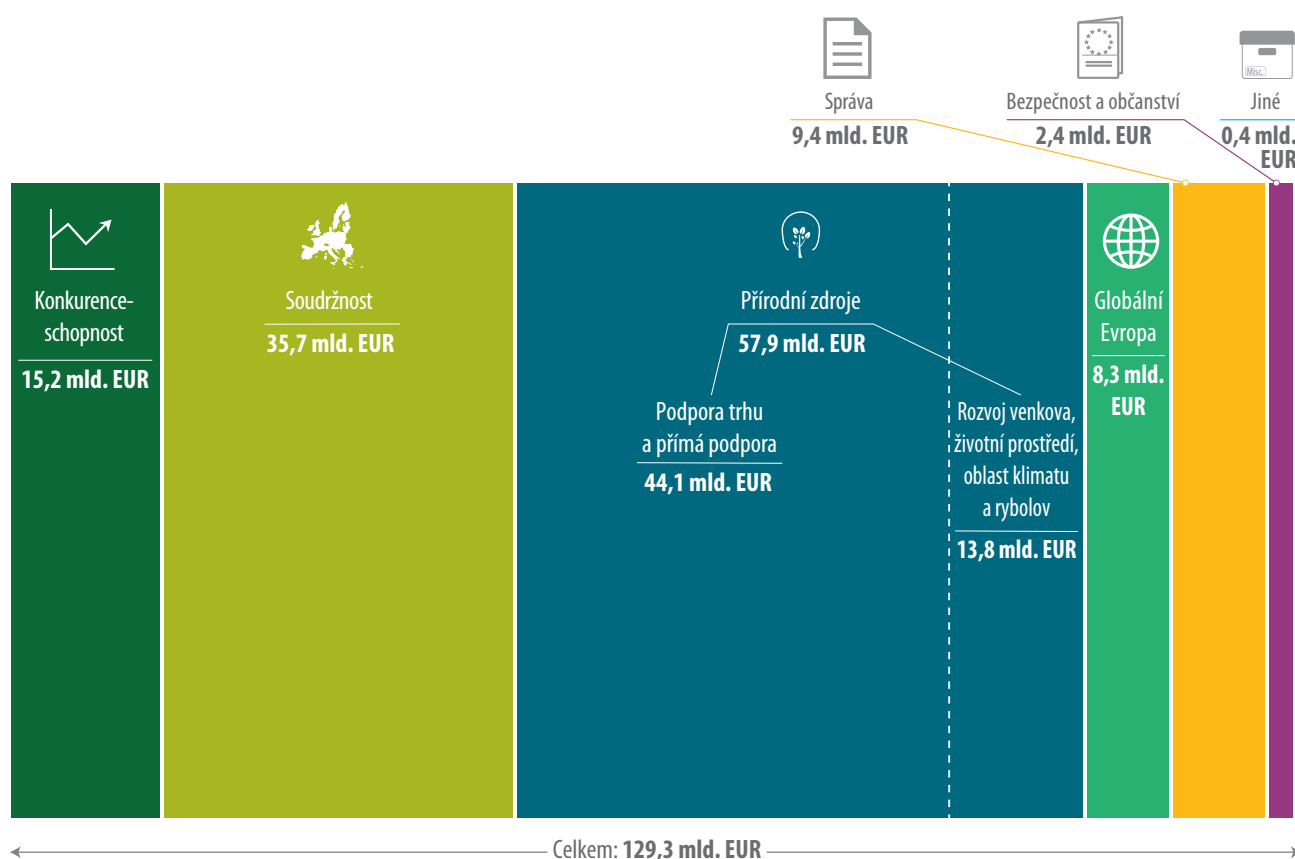 Správa
9,4 mld. EUR
Bezpečnost a občanství
2,4 mld. EUR
Misc.
Jiné
0,4 mld.
EUR
Konkurence-
schopnost
15,2 mld. EUR
Soudržnost
35,7 mld. EUR
Přírodní zdroje
57,9 mld. EUR
Podpora trhu
a přímá podpora
44,1 mld. EUR
Rozvoj venkova,
životní prostředí,
oblast klimatu
a rybolov
13,8 mld. EUR
Globální
Evropa
8,3 mld.
EUR
Celkem: 129,3 mld. EUR